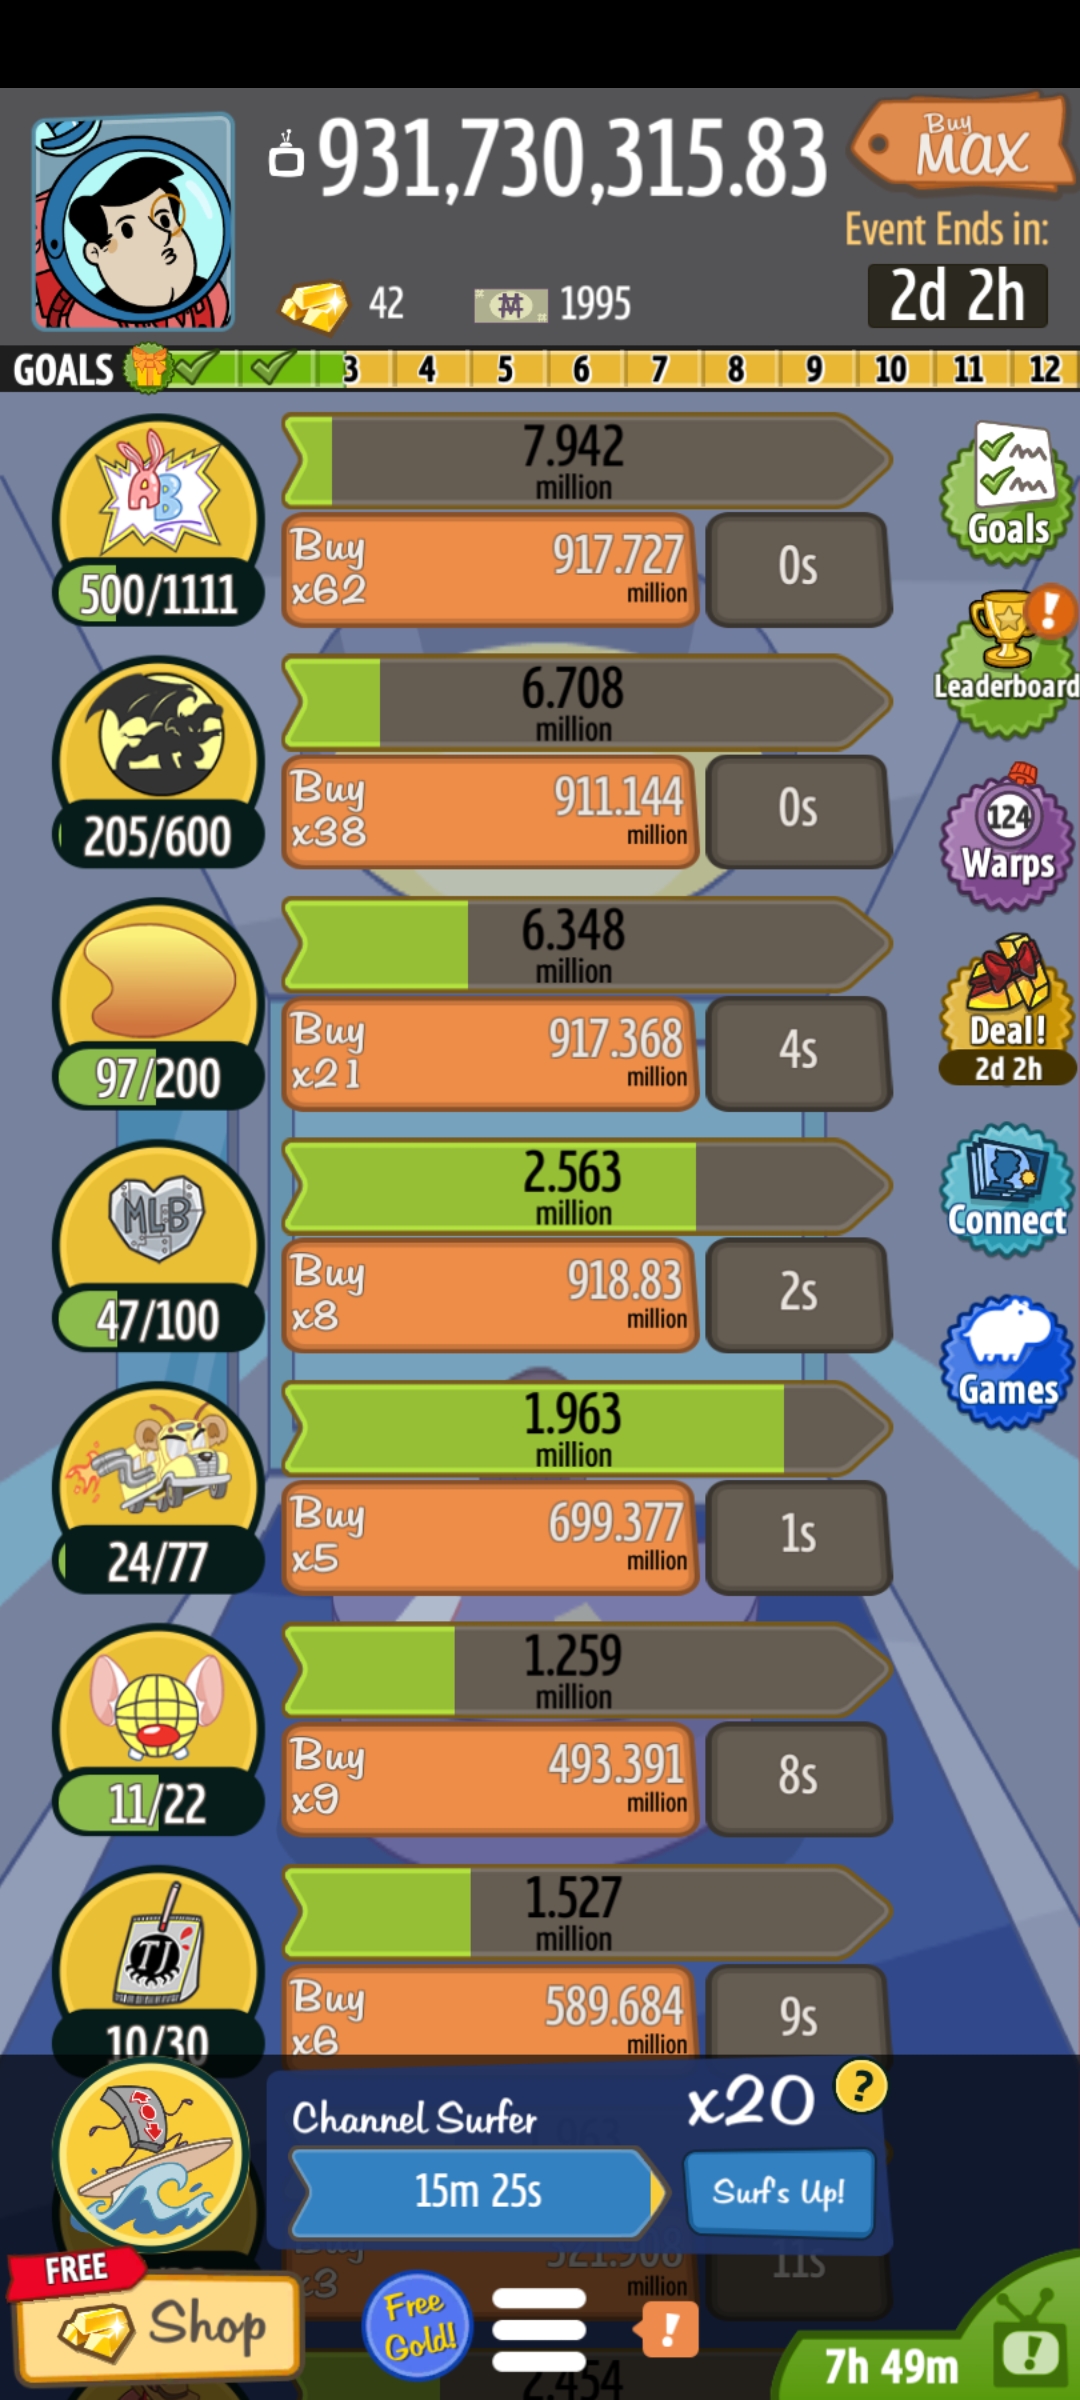 931,730,315.83
Buy
MAX
Event Ends in:
42
1995
2d 2h
GOALS 3 4 5 6 7 8 9 10 11 12
AB
7.942
million
500/1111
Buy
x62
917.727
million
0s
Goals
6.708
million
205/600
Buy
x38
911.144
million
0s
!
Leaderboard
124
Warps
6.348
million
97/200
Buy
x21
917.368
million
4s
Deal!
2d 2h
MLB
2.563
million
47/100
Buy
x8
918.83
million
2s
Connect
1.963
million
24/77
Buy
x5
699.377
million
1s
Games
1.259
million
11/22
Buy
x9
493.391
million
8s
TJ
1.527
million
10/30
Buy
x6
589.684
million
9s
Channel Surfer
x20
?
15m 25s
Surf's Up!
Buy
x3
521.908
million
11s
FREE
Shop
Free
Gold!
!
2.454
7h 49m
!